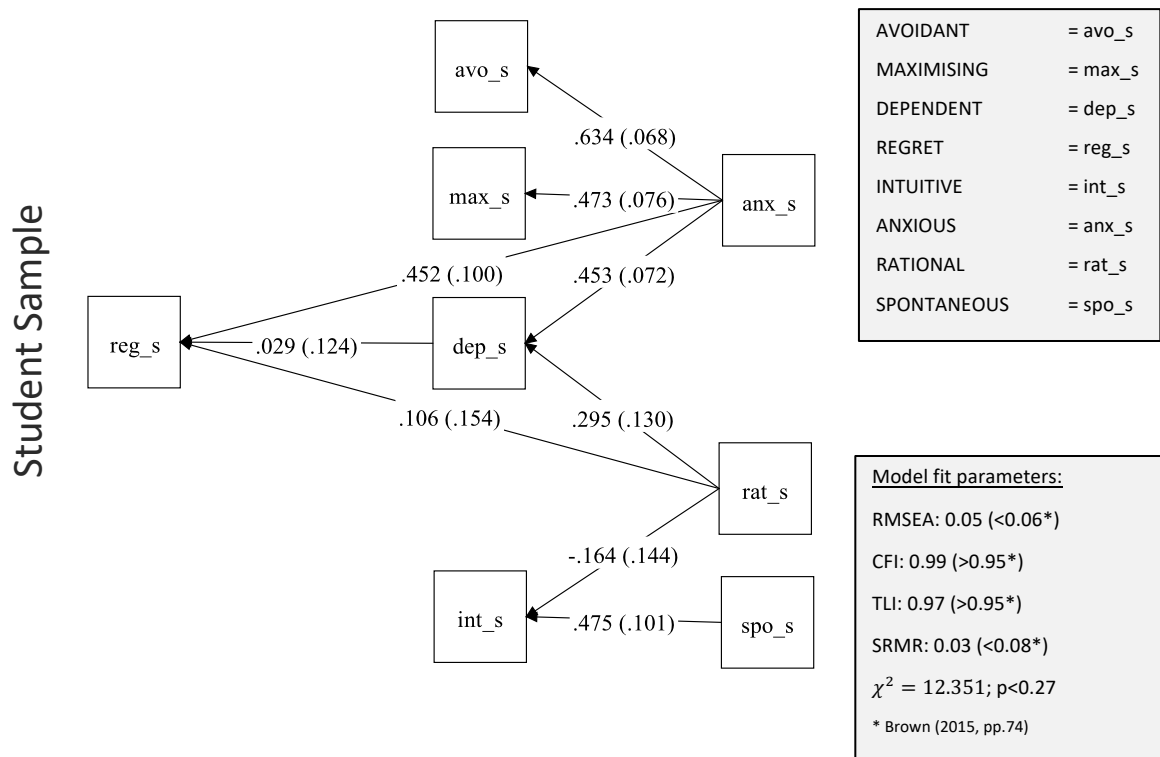 Student Sample
avo_s
.634 (.068)
max_s
.473 (.076)
anx_s
.452 (.100)
.453 (.072)
reg_s
.029 (.124)
dep_s
.106 (.154)
.295 (.130)
rat_s
-.164 (.144)
int_s
.475 (.101)
spo_s
AVOIDANT = avo_s
MAXIMISING = max_s
DEPENDENT = dep_s
REGRET = reg_s
INTUITIVE = int_s
ANXIOUS = anx_s
RATIONAL = rat_s
SPONTANEOUS = spo_s
Model fit parameters:
RMSEA: 0.05 (<0.06*)
CFI: 0.99 (>0.95*)
TLI: 0.97 (>0.95*)
SRMR: 0.03 (<0.08*)
χ² = 12.351; p<0.27
* Brown (2015, pp.74)